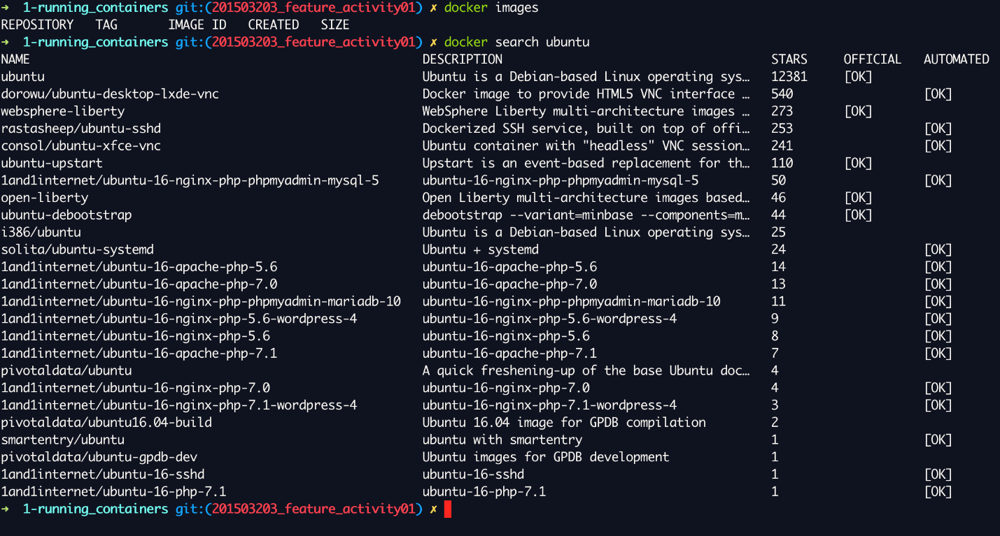 ➜ 1-running_containers git:(201503203_feature_activity01) ✗ docker images
REPOSITORY TAG IMAGE ID CREATED SIZE
➜ 1-running_containers git:(201503203_feature_activity01) ✗ docker search ubuntu
NAME DESCRIPTION STARS OFFICIAL AUTOMATED
ubuntu Ubuntu is a Debian-based Linux operating sys… 12381 [OK]
dorowu/ubuntu-desktop-lxde-vnc Docker image to provide HTML5 VNC interface … 540 [OK]
websphere-liberty WebSphere Liberty multi-architecture images … 273 [OK]
rastasheep/ubuntu-sshd Dockerized SSH service, built on top of offi… 253 [OK]
consol/ubuntu-xfce-vnc Ubuntu container with "headless" VNC session… 241 [OK]
ubuntu-upstart Upstart is an event-based replacement for th… 110 [OK]
1and1internet/ubuntu-16-nginx-php-phpmyadmin-mysql-5 ubuntu-16-nginx-php-phpmyadmin-mysql-5 50 [OK]
open-liberty Open Liberty multi-architecture images based… 46 [OK]
ubuntu-debootstrap debootstrap --variant=minbase --components=m… 44 [OK]
i386/ubuntu Ubuntu is a Debian-based Linux operating sys… 25
solita/ubuntu-systemd Ubuntu + systemd 24 [OK]
1and1internet/ubuntu-16-apache-php-5.6 ubuntu-16-apache-php-5.6 14 [OK]
1and1internet/ubuntu-16-apache-php-7.0 ubuntu-16-apache-php-7.0 13 [OK]
1and1internet/ubuntu-16-nginx-php-phpmyadmin-mariadb-10 ubuntu-16-nginx-php-phpmyadmin-mariadb-10 11 [OK]
1and1internet/ubuntu-16-nginx-php-5.6-wordpress-4 ubuntu-16-nginx-php-5.6-wordpress-4 9 [OK]
1and1internet/ubuntu-16-nginx-php-5.6 ubuntu-16-nginx-php-5.6 8 [OK]
1and1internet/ubuntu-16-apache-php-7.1 ubuntu-16-apache-php-7.1 7 [OK]
pivotaldata/ubuntu A quick freshening-up of the base Ubuntu doc… 4
1and1internet/ubuntu-16-nginx-php-7.0 ubuntu-16-nginx-php-7.0 4 [OK]
1and1internet/ubuntu-16-nginx-php-7.1-wordpress-4 ubuntu-16-nginx-php-7.1-wordpress-4 3 [OK]
pivotaldata/ubuntu16.04-build Ubuntu 16.04 image for GPDB compilation 2
smartentry/ubuntu ubuntu with smartentry 1 [OK]
pivotaldata/ubuntu-gpdb-dev Ubuntu images for GPDB development 1
1and1internet/ubuntu-16-sshd ubuntu-16-sshd 1 [OK]
1and1internet/ubuntu-16-php-7.1 ubuntu-16-php-7.1 1 [OK]
➜ 1-running_containers git:(201503203_feature_activity01) ✗